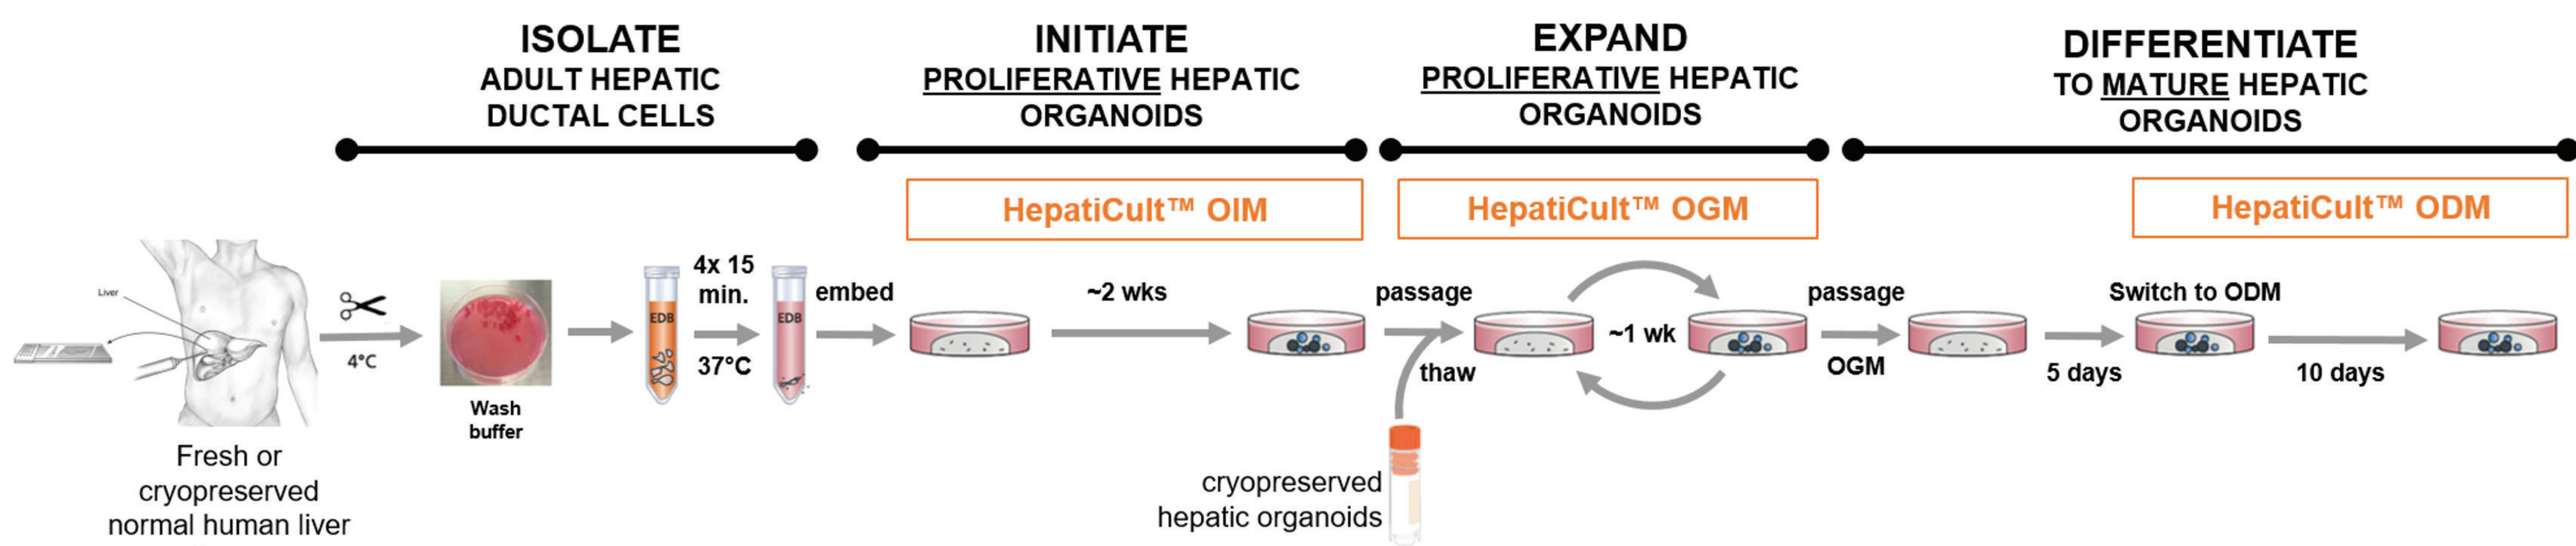 ISOLATE
ADULT HEPATIC
DUCTAL CELLS
INITIATE
PROLIFERATIVE HEPATIC
ORGANOIDS
EXPAND
PROLIFERATIVE HEPATIC
ORGANOIDS
DIFFERENTIATE
TO MATURE HEPATIC
ORGANOIDS
HepatiCult™ OIM
HepatiCult™ OGM
HepatiCult™ ODM
Liver
4°C
Wash
buffer
EDB
4x 15
min.
37°C
EDB
embed
~2 wks
passage
thaw
~1 wk
passage
OGM
5 days
Switch to ODM
10 days
Fresh or
cryopreserved
normal human liver
cryopreserved
hepatic organoids